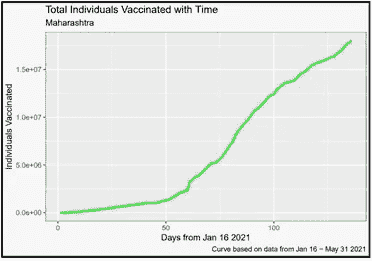 Total Individuals Vaccinated with Time
Maharashtra
Individuals Vaccinated
1.5e+07
1.0e+07
5.0e+06
0.0e+00
0
50
100
Days from Jan 16 2021
Curve based on data from Jan 16 − May 31 2021